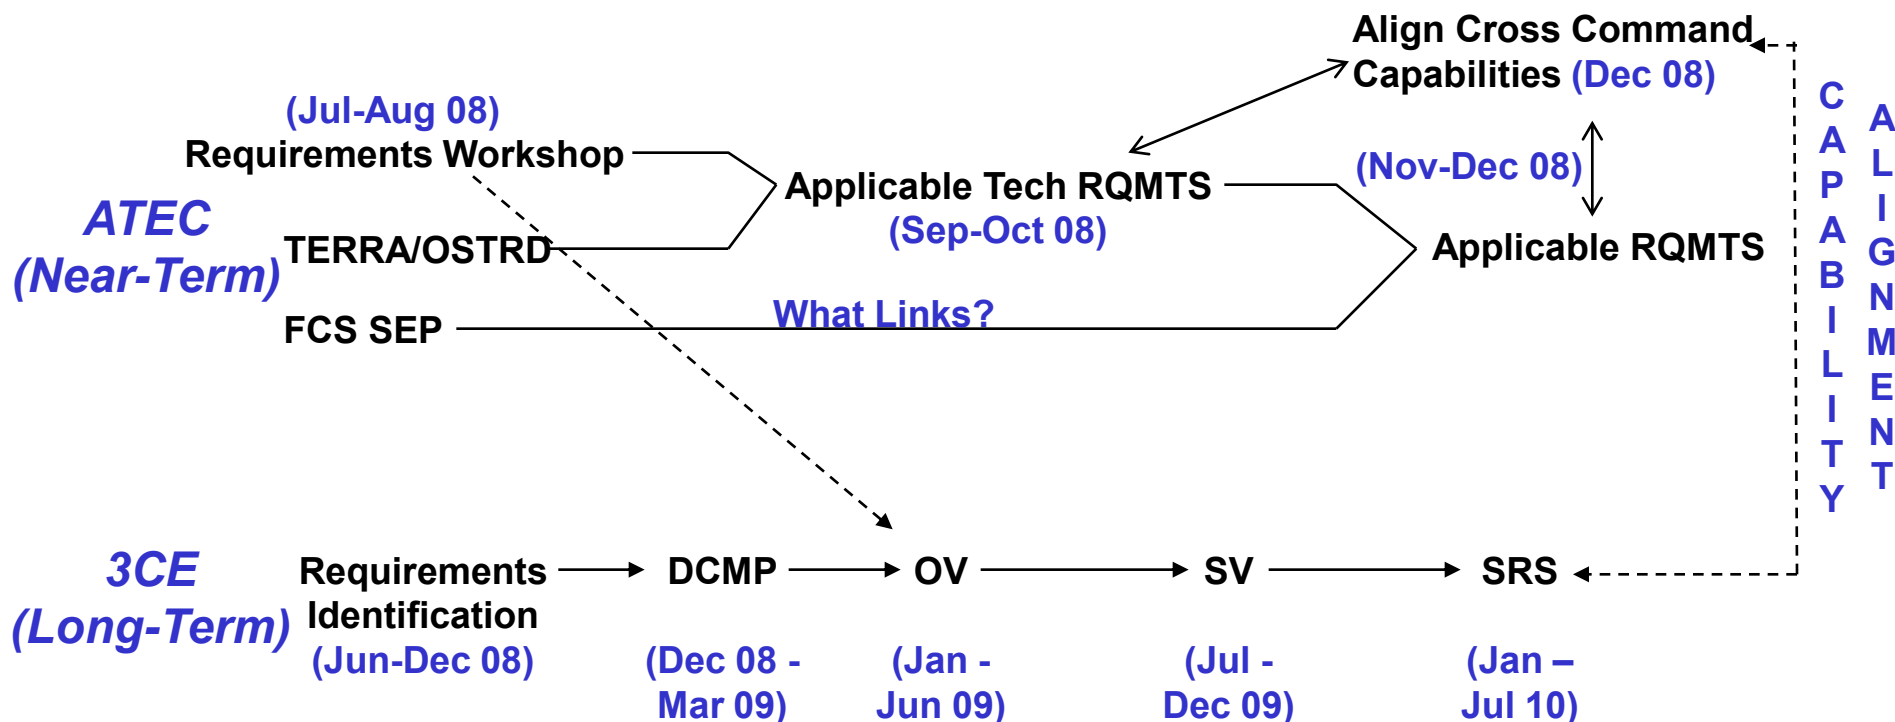 Align Cross Command
Capabilities (Dec 08)
(Jul-Aug 08)
Requirements Workshop
Applicable Tech RQMTS
(Sep-Oct 08)
(Nov-Dec 08)
ATEC
(Near-Term)
TERRA/OSTRD
Applicable RQMTS
What Links?
FCS SEP
CAPABILITY
ALIGNMENT
3CE
(Long-Term)
Requirements
Identification
(Jun-Dec 08)
DCMP
(Dec 08 -
Mar 09)
OV
(Jan -
Jun 09)
SV
(Jul -
Dec 09)
SRS
(Jan –
Jul 10)